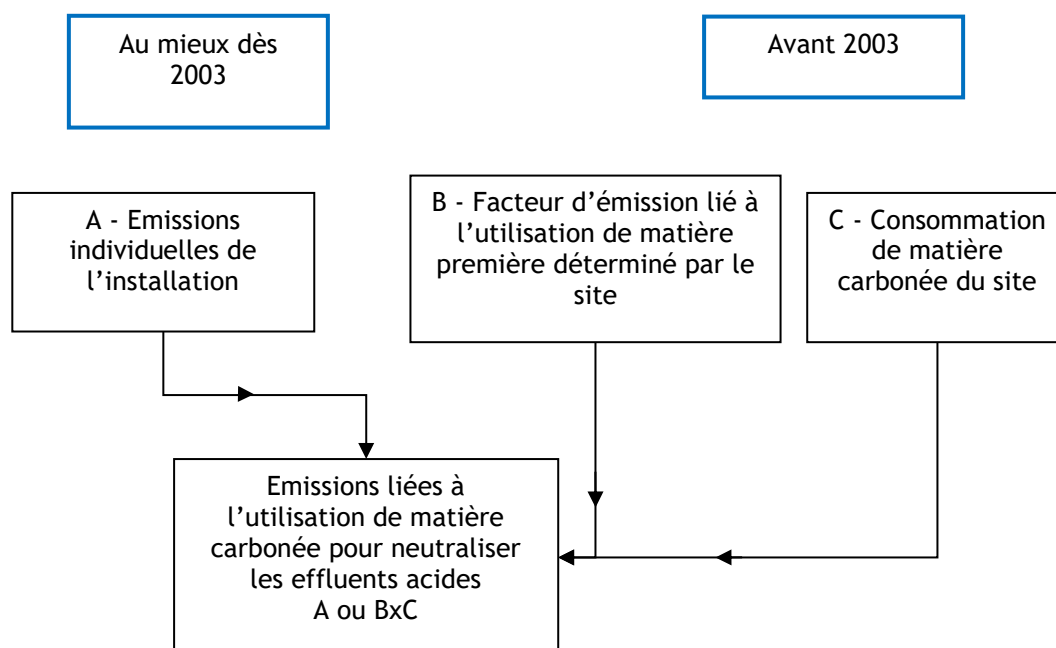 Au mieux dès
2003
Avant 2003
A - Emissions
individuelles de
l’installation
B - Facteur d’émission lié à
l’utilisation de matière
première déterminé par le
site
C - Consommation
de matière
carbonée du site
Emissions liées à
l’utilisation de matière
carbonée pour neutraliser
les effluents acides
A ou BxC